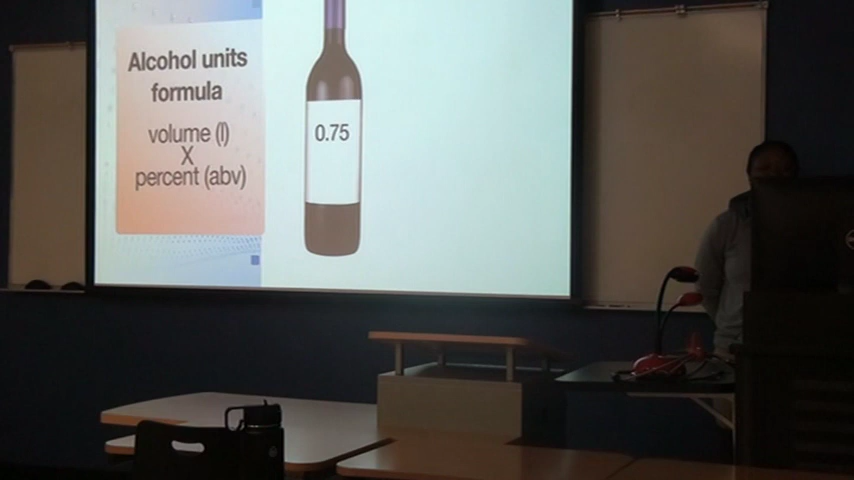 Alcohol units
formula
volume (l)
X
percent (abv)
0.75